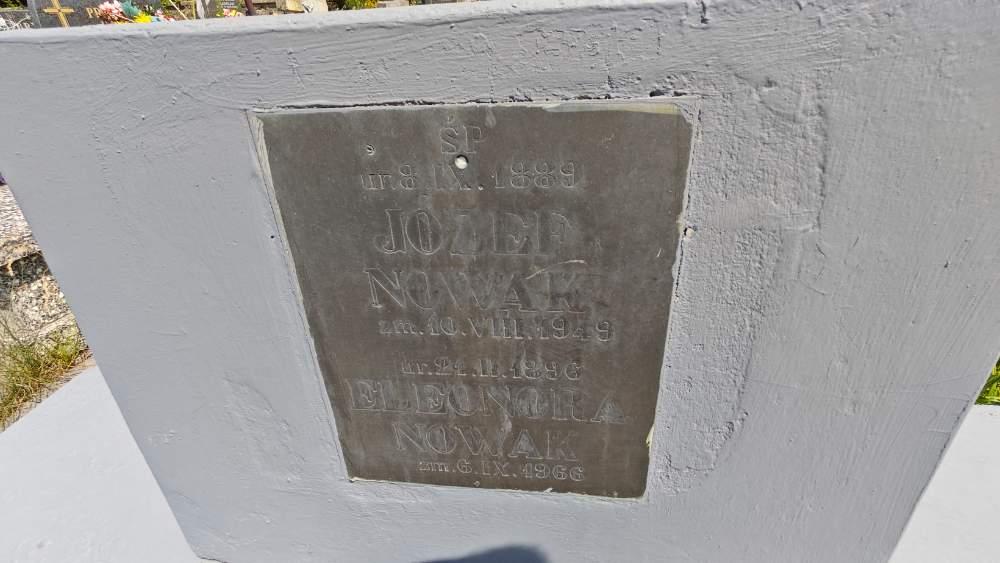 ŚP
ur. 8. IX. 1889
JÓZEF
NOWAK
zm. 10. VIII. 1949
ur. 21. II. 1896
ELEONORA
NOWAK
zm. 6. IX. 1966